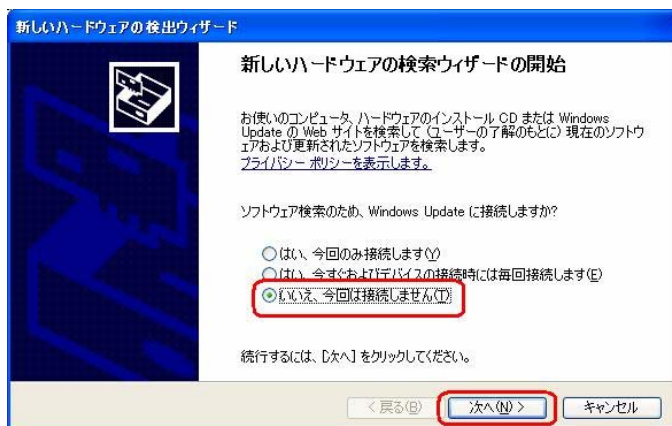 新しいハードウェアの検出ウィザード
新しいハードウェアの検索ウィザードの開始
お使いのコンピュータ、ハードウェアのインストール CD または Windows
Update の Web サイトを検索して (ユーザーの了解のもとに) 現在のソフトウ
ェアおよび更新されたソフトウェアを検索します。
プライバシー ポリシーを表示します。
ソフトウェア検索のため、Windows Update に接続しますか?
はい、今回のみ接続します(Y)
はい、今すぐおよびデバイスの接続時には毎回接続します(E)
いいえ、今回は接続しません(T)
続行するには、[次へ] をクリックしてください。
< 戻る(B) 次へ(N) > キャンセル